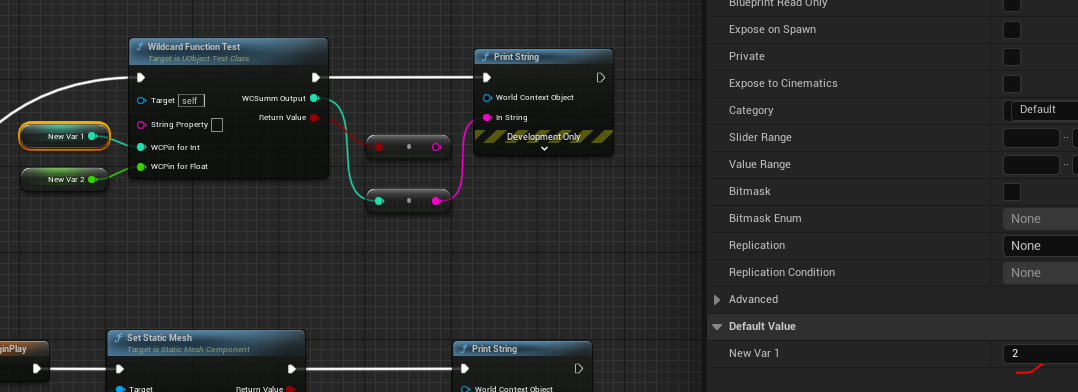 Wildcard Function Test
Target is UObject Test Class
Target self
String Property
WCPin for Int
WCPin for Float
WCSumm Output
Return Value
New Var 1
New Var 2
Print String
World Context Object
In String
Development Only
ginPlay
Set Static Mesh
Target is Static Mesh Component
Target
Return Value
Print String
World Context Object
Blueprint Read Only
Expose on Spawn
Private
Expose to Cinematics
Category Default
Slider Range ..
Value Range ..
Bitmask
Bitmask Enum None
Replication None
Replication Condition None
Advanced
Default Value
New Var 1 2